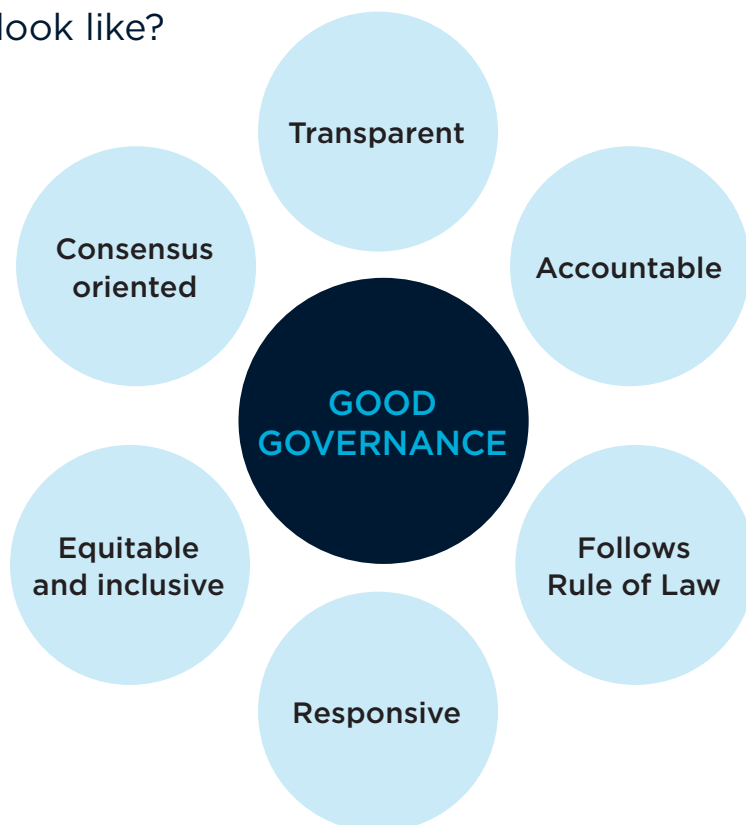 look like?
Transparent
Consensus
oriented
Accountable
GOOD
GOVERNANCE
Equitable
and inclusive
Follows
Rule of Law
Responsive